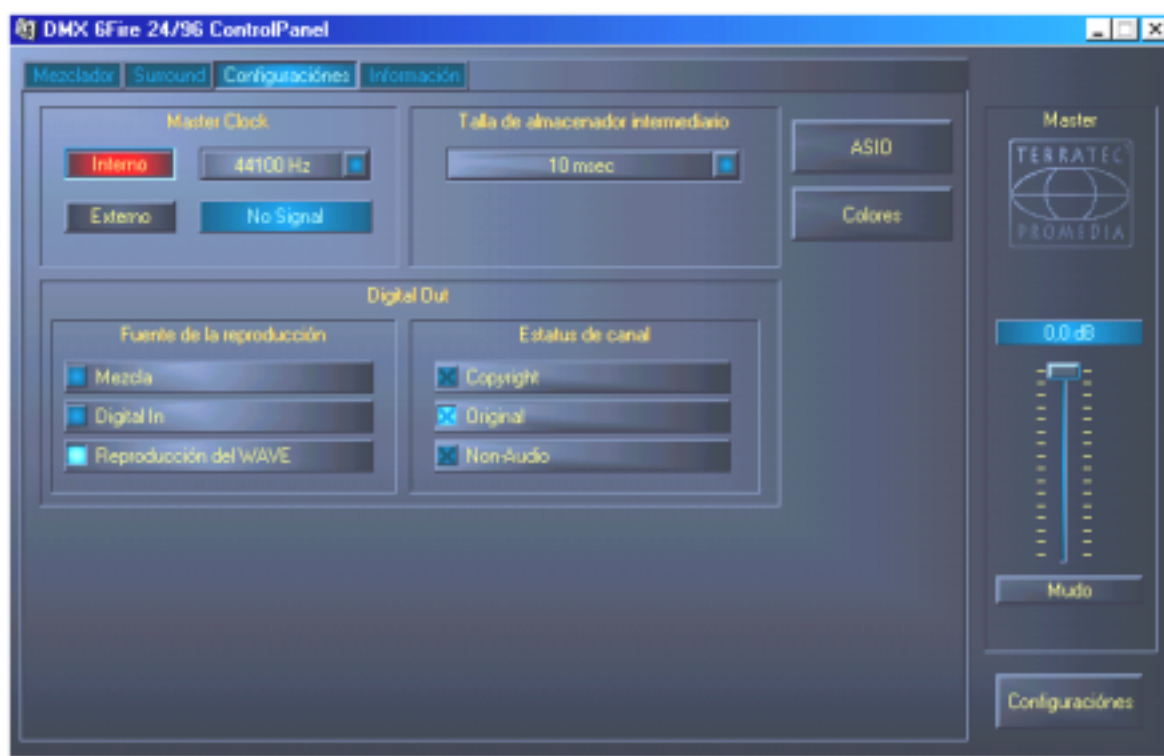 DMX 6Fire 24/96 ControlPanel
Mezclador Surround Configuraciónes Información
Master Clock
Interno 44100 Hz
Externo No Signal
Talla de almacenador intermediario
10 msec
ASIO
Colores
Digital Out
Fuente de la reproducción
Mezcla
Digital In
Reproducción del WAVE
Estatus de canal
Copyright
Original
Non-Audio
Master
TERRATEC
PROMEDIA
0.0 dB
Mudo
Configuraciónes